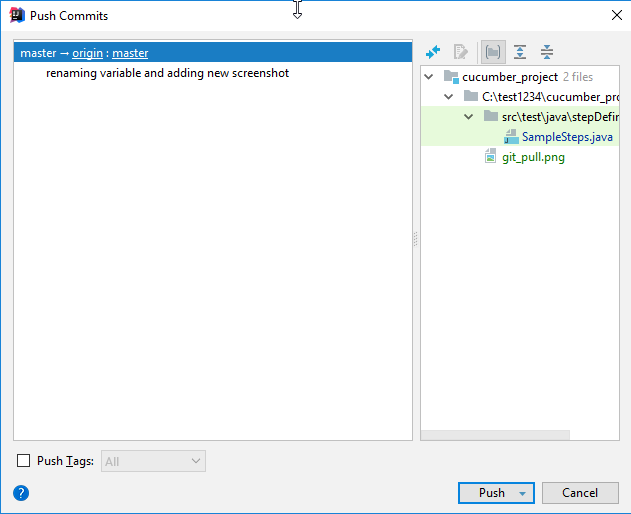 Push Commits
master → origin : master
renaming variable and adding new screenshot
cucumber_project 2 files
C:\test1234\cucumber_pro
src\test\java\stepDefin
SampleSteps.java
git_pull.png
Push Tags: All
? Push Cancel